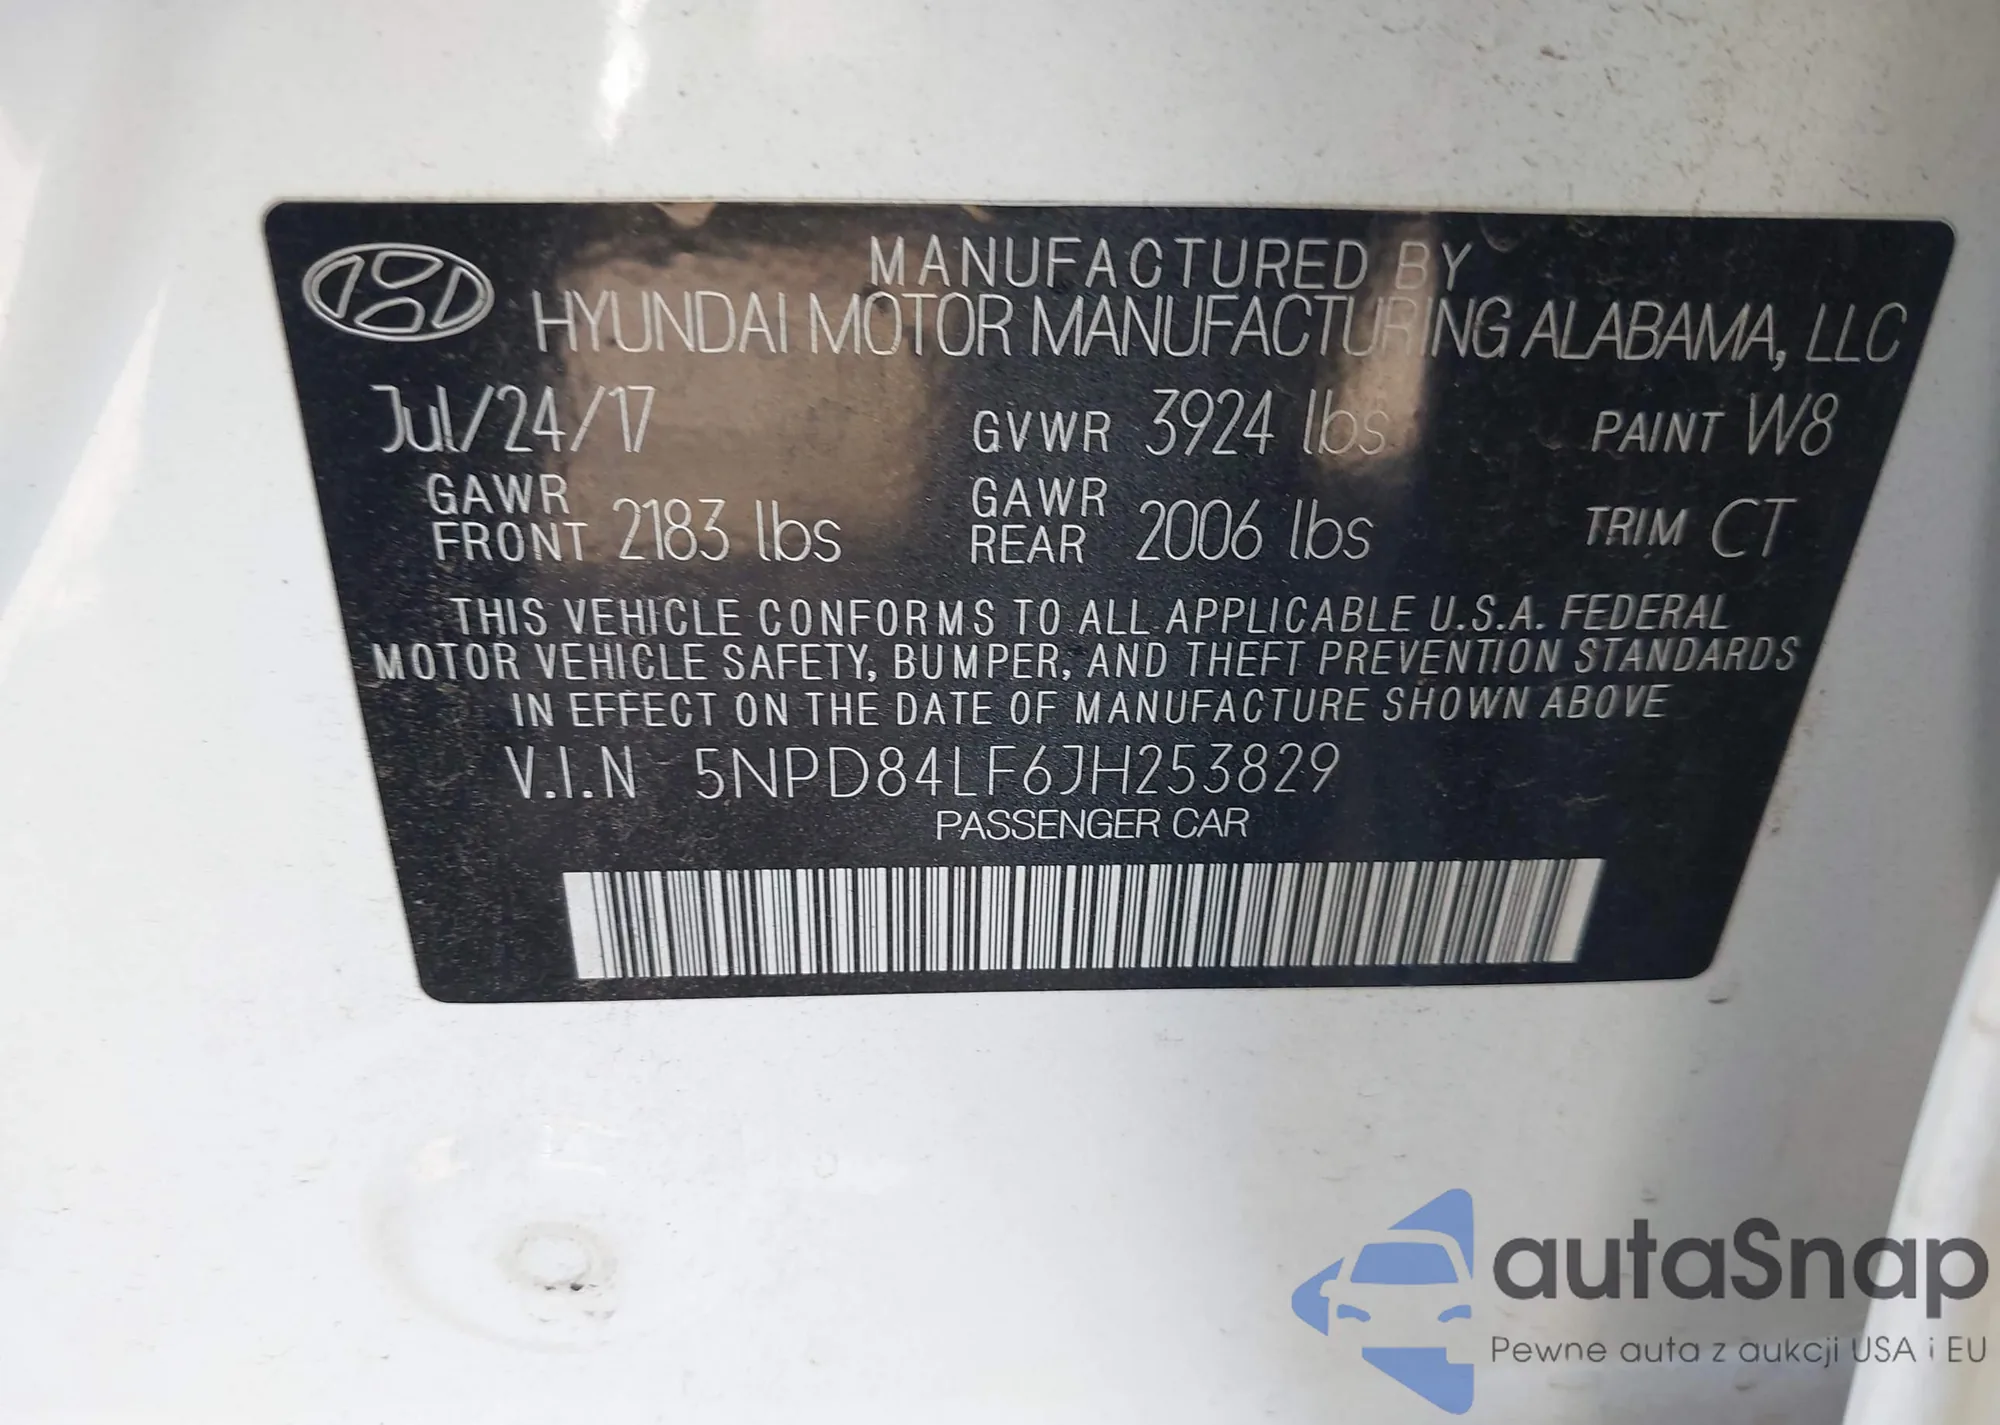 MANUFACTURED BY
HYUNDAI MOTOR MANUFACTURING ALABAMA, LLC
Jul/24/17 GVWR 3924 lbs PAINT W8
GAWR FRONT 2183 lbs GAWR REAR 2006 lbs TRIM CT
THIS VEHICLE CONFORMS TO ALL APPLICABLE U.S.A. FEDERAL
MOTOR VEHICLE SAFETY, BUMPER, AND THEFT PREVENTION STANDARDS
IN EFFECT ON THE DATE OF MANUFACTURE SHOWN ABOVE
V.I.N 5NPD84LF6JH253829
PASSENGER CAR
autaSnap
Pewne auta z aukcji USA i EU